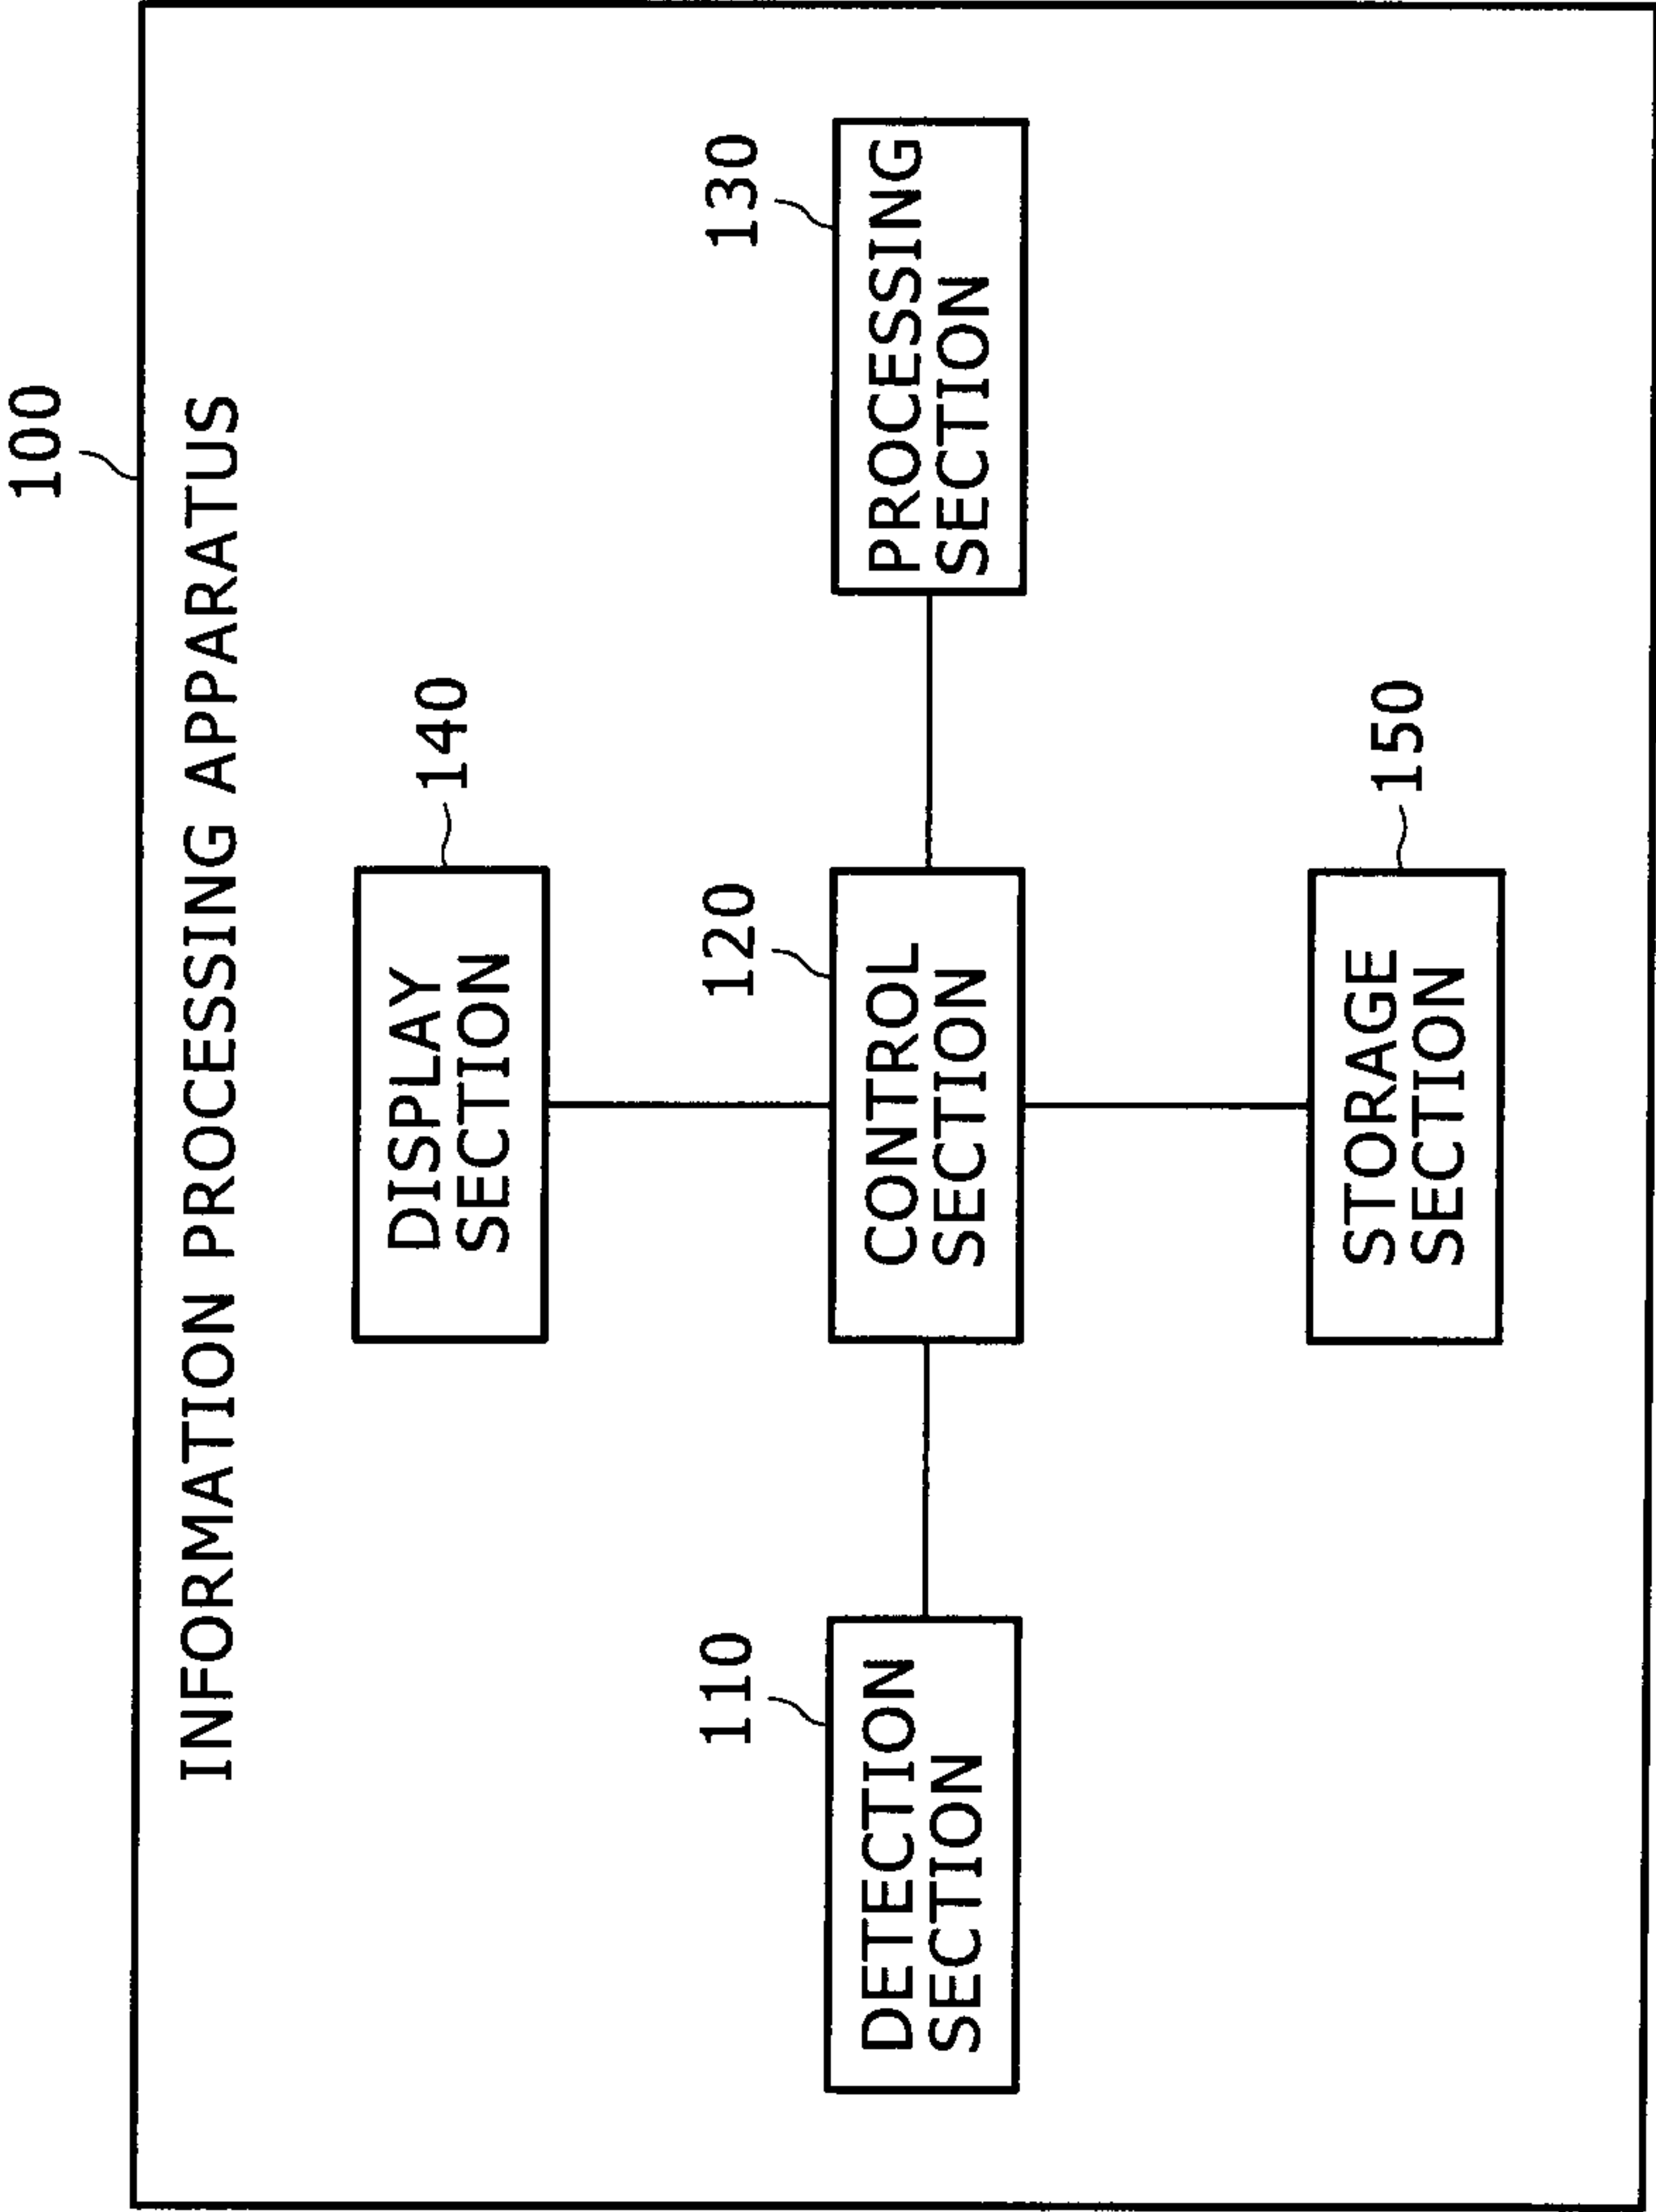 100
INFORMATION PROCESSING APPARATUS
140
DISPLAY
SECTION
110
DETECTION
SECTION
120
CONTROL
SECTION
130
PROCESSING
SECTION
150
STORAGE
SECTION